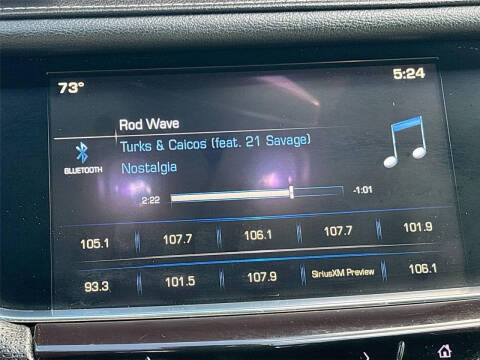 73°
5:24
Rod Wave
Turks & Caicos (feat. 21 Savage)
BLUETOOTH
Nostalgia
2:22
-1:01
105.1
107.7
106.1
107.7
101.9
93.3
101.5
107.9
SiriusXM Preview
106.1